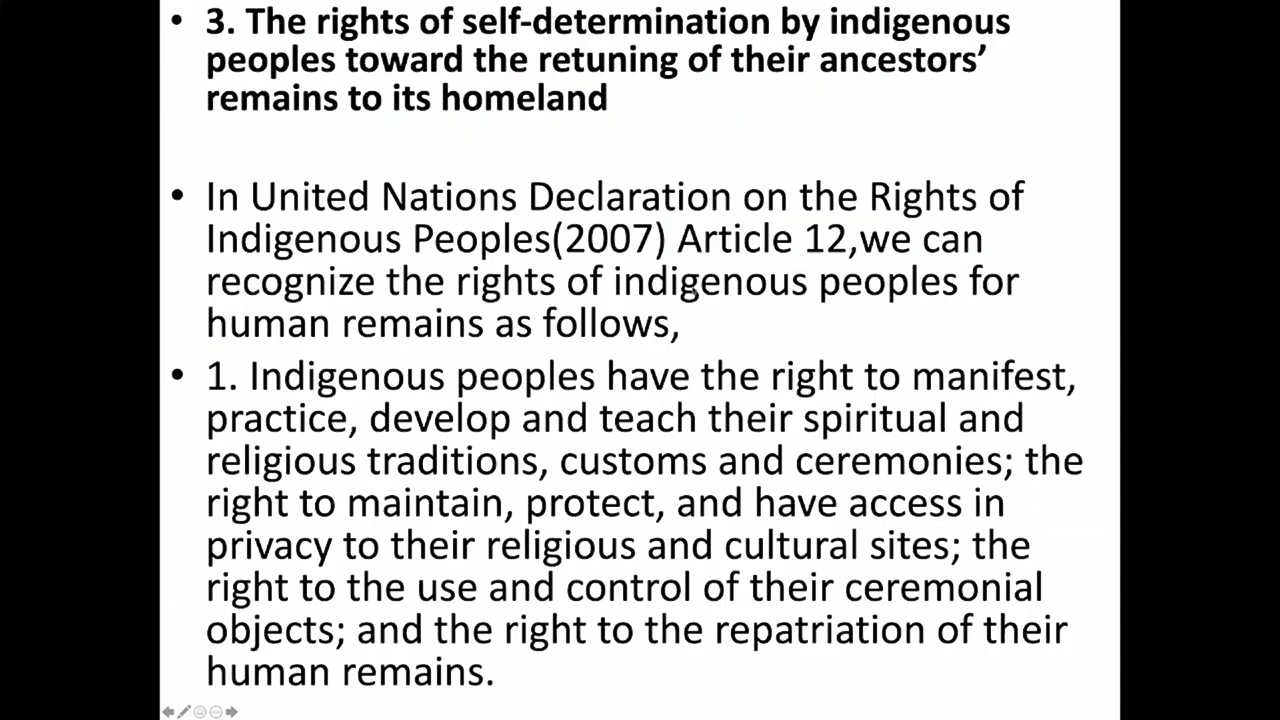 • 3. The rights of self-determination by indigenous
peoples toward the retuning of their ancestors’
remains to its homeland
• In United Nations Declaration on the Rights of
Indigenous Peoples(2007) Article 12,we can
recognize the rights of indigenous peoples for
human remains as follows,
• 1. Indigenous peoples have the right to manifest,
practice, develop and teach their spiritual and
religious traditions, customs and ceremonies; the
right to maintain, protect, and have access in
privacy to their religious and cultural sites; the
right to the use and control of their ceremonial
objects; and the right to the repatriation of their
human remains.